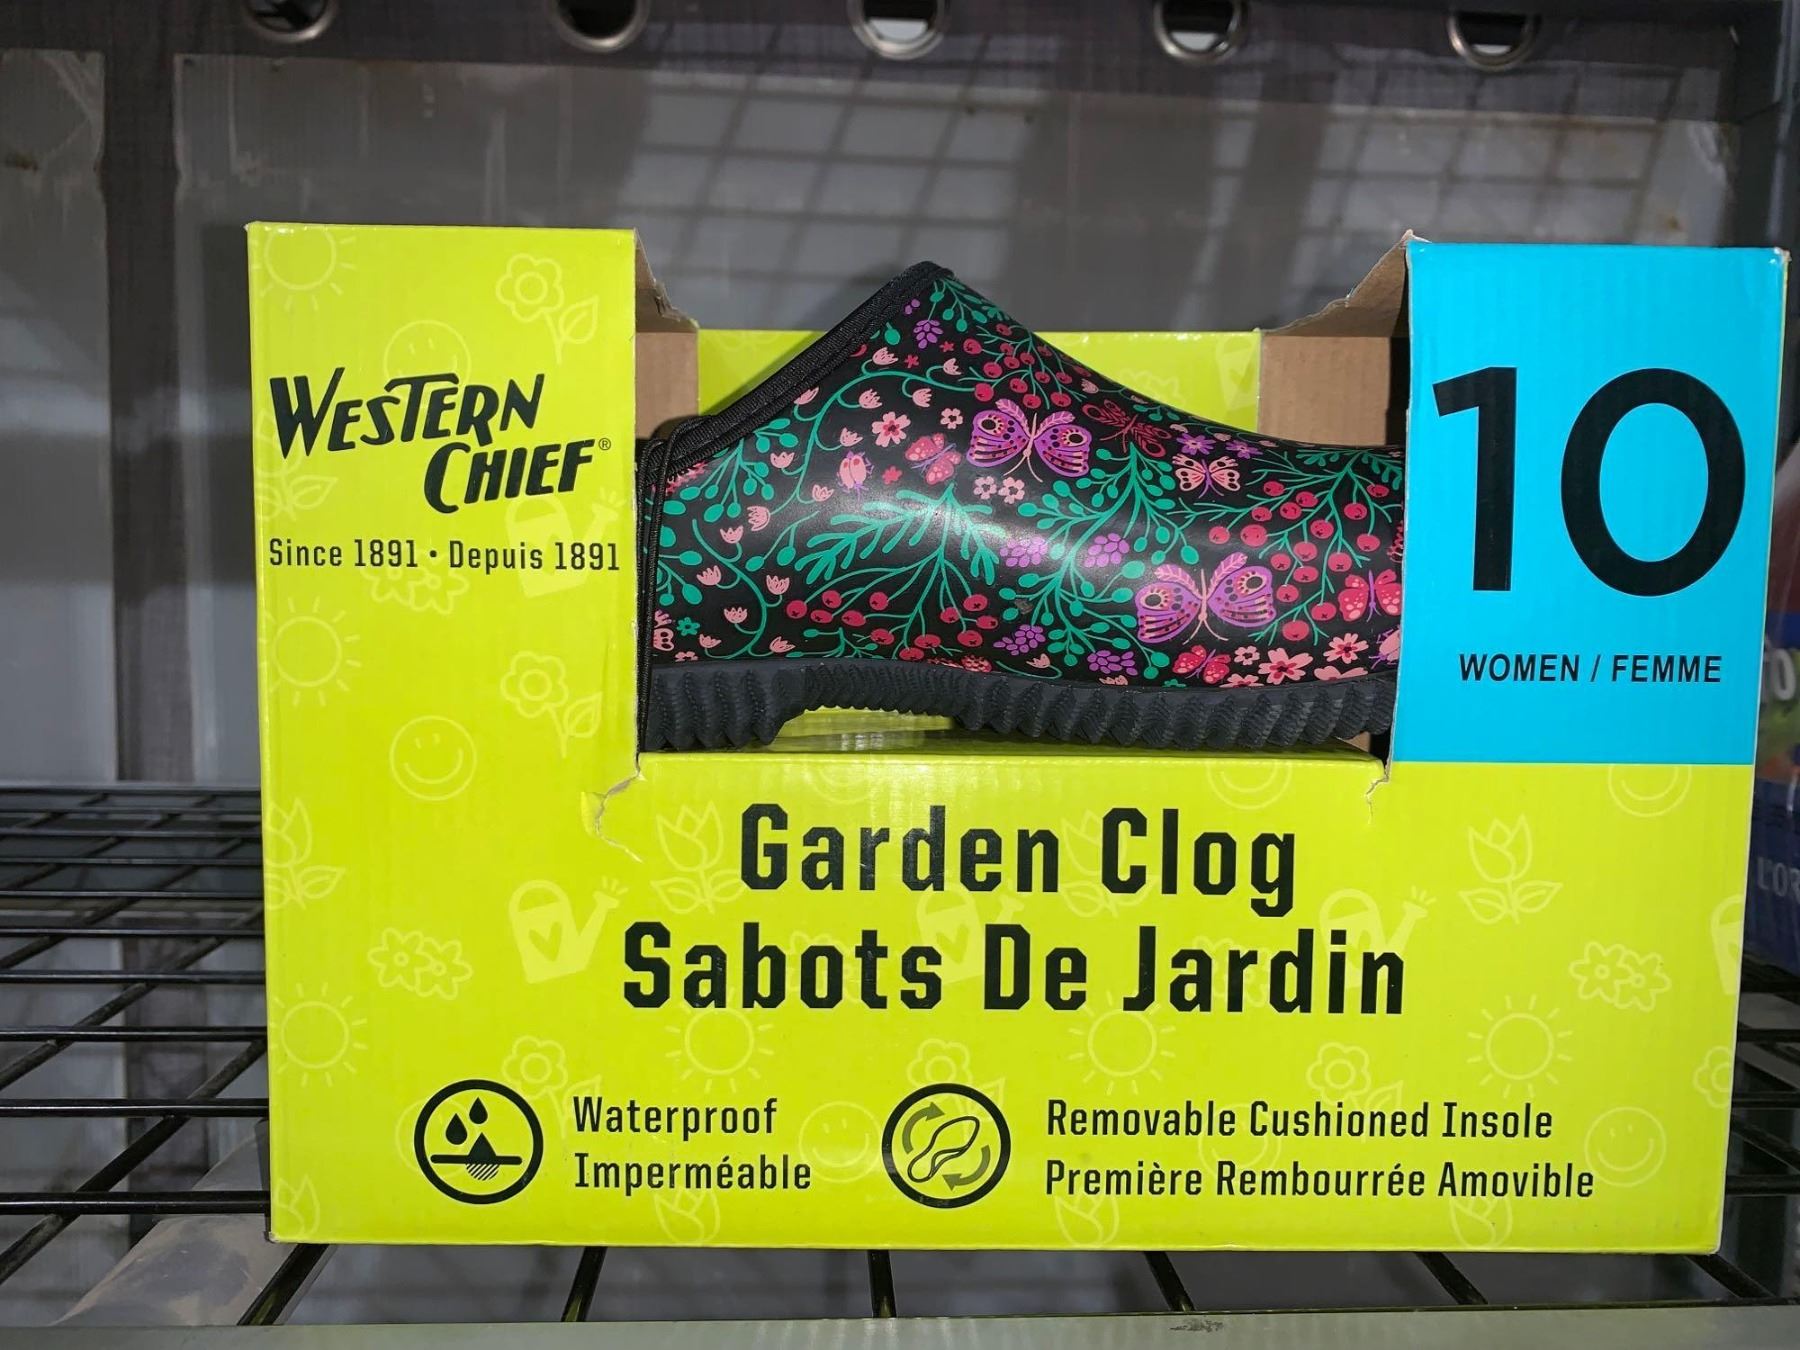 WESTERN
CHIEF®
Since 1891 • Depuis 1891
10
WOMEN / FEMME
Garden Clog
Sabots De Jardin
Waterproof
Imperméable
Removable Cushioned Insole
Première Rembourrée Amovible